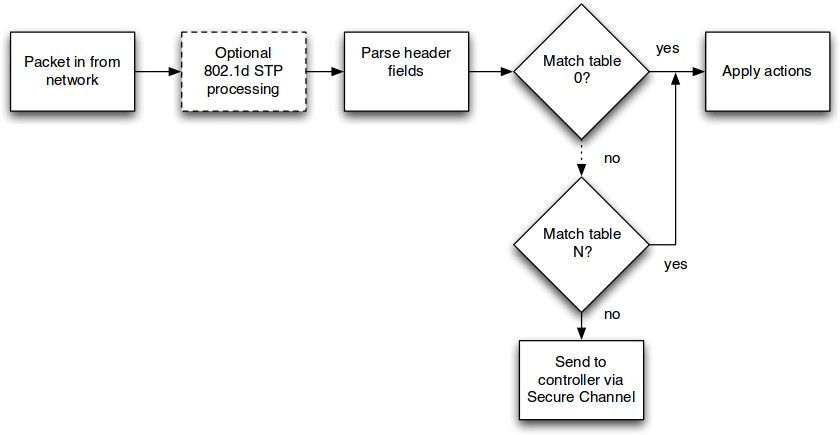 Packet in from
network
Optional
802.1d STP
processing
Parse header
fields
Match table
0?
yes
Apply actions
no
Match table
N?
yes
no
Send to
controller via
Secure Channel